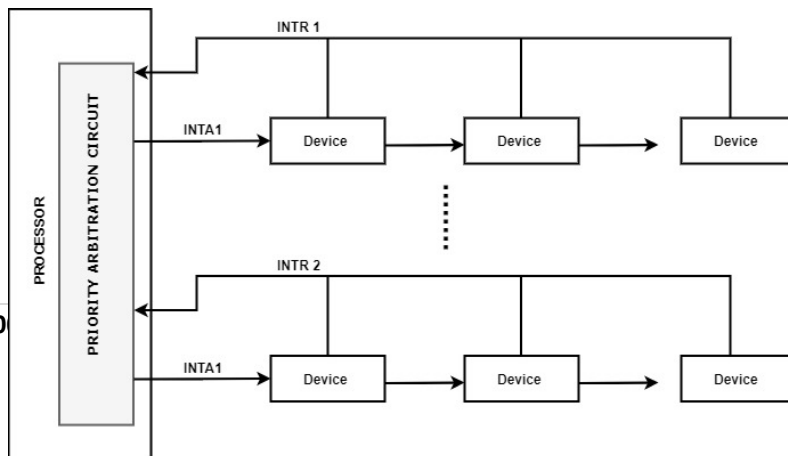 INTR 1
INTA1
Device
Device
Device
PROCESSOR
PRIORITY ARBITRATION CIRCUIT
INTR 2
INTA1
Device
Device
Device